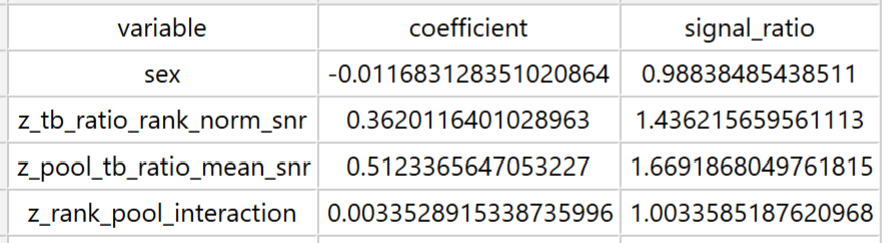 variable coefficient signal_ratio
sex -0.011683128351020864 0.98838485438511
z_tb_ratio_rank_norm_snr 0.3620116401028963 1.436215659561113
z_pool_tb_ratio_mean_snr 0.5123365647053227 1.6691868049761815
z_rank_pool_interaction 0.0033528915338735996 1.0033585187620968